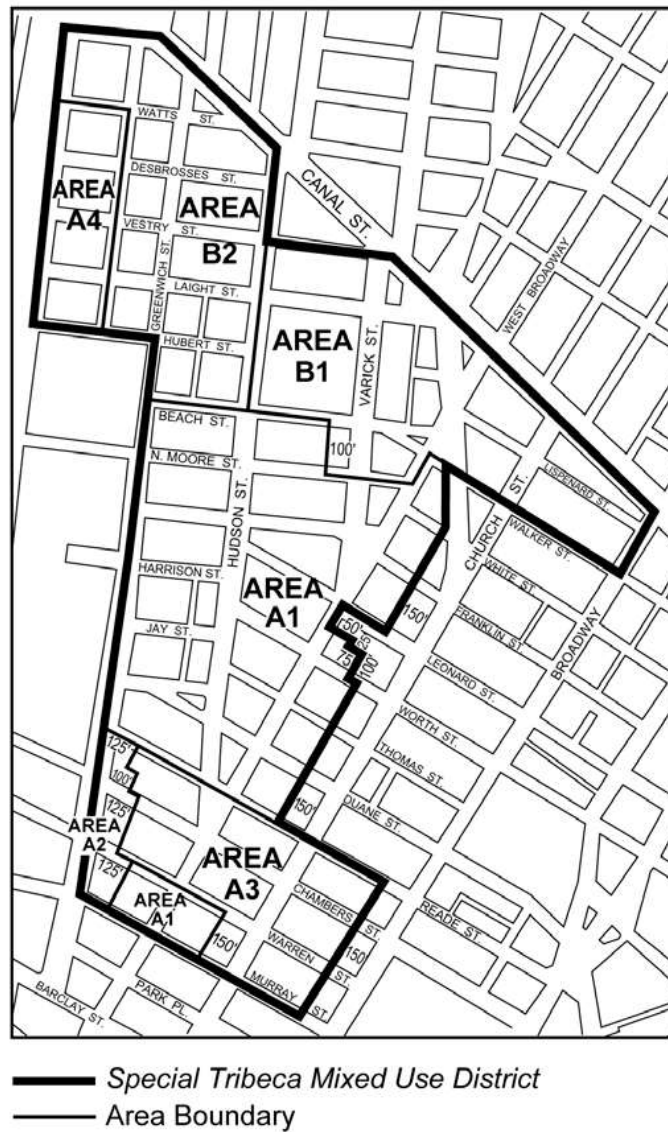 WATTS
ST.
DESBROSSES ST.
CANAL ST.
AREA
A4
AREA
B2
VESTRY ST.
GREENWICH ST.
LAIGHT ST.
WEST BROADWAY
HUBERT ST.
AREA
B1
VARICK ST.
BEACH ST.
100'
N. MOORE ST.
LISPENARD ST.
CHURCH ST.
WALKER ST.
HUDSON ST.
WHITE ST.
HARRISON ST.
AREA
A1
150'
FRANKLIN ST.
BROADWAY
50'
25'
75'
100'
JAY ST.
LEONARD ST.
WORTH ST.
THOMAS ST.
125'
100'
150'
DUANE ST.
125'
AREA
A2
AREA
A3
125'
AREA
A1
CHAMBERS ST.
READE ST.
150'
WARREN ST.
150
MURRAY ST.
PARK PL.
BARCLAY ST.
Special Tribeca Mixed Use District
Area Boundary